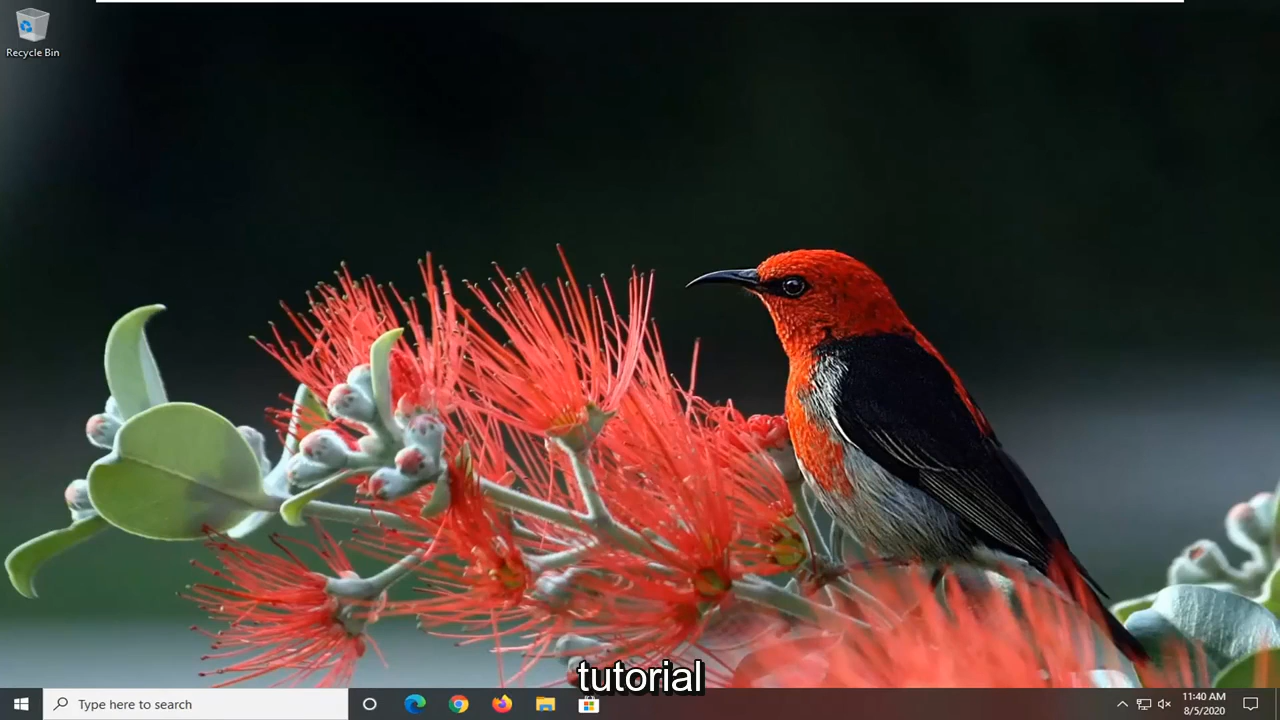 Recycle Bin
tutorial
Type here to search
11:40 AM
8/5/2020